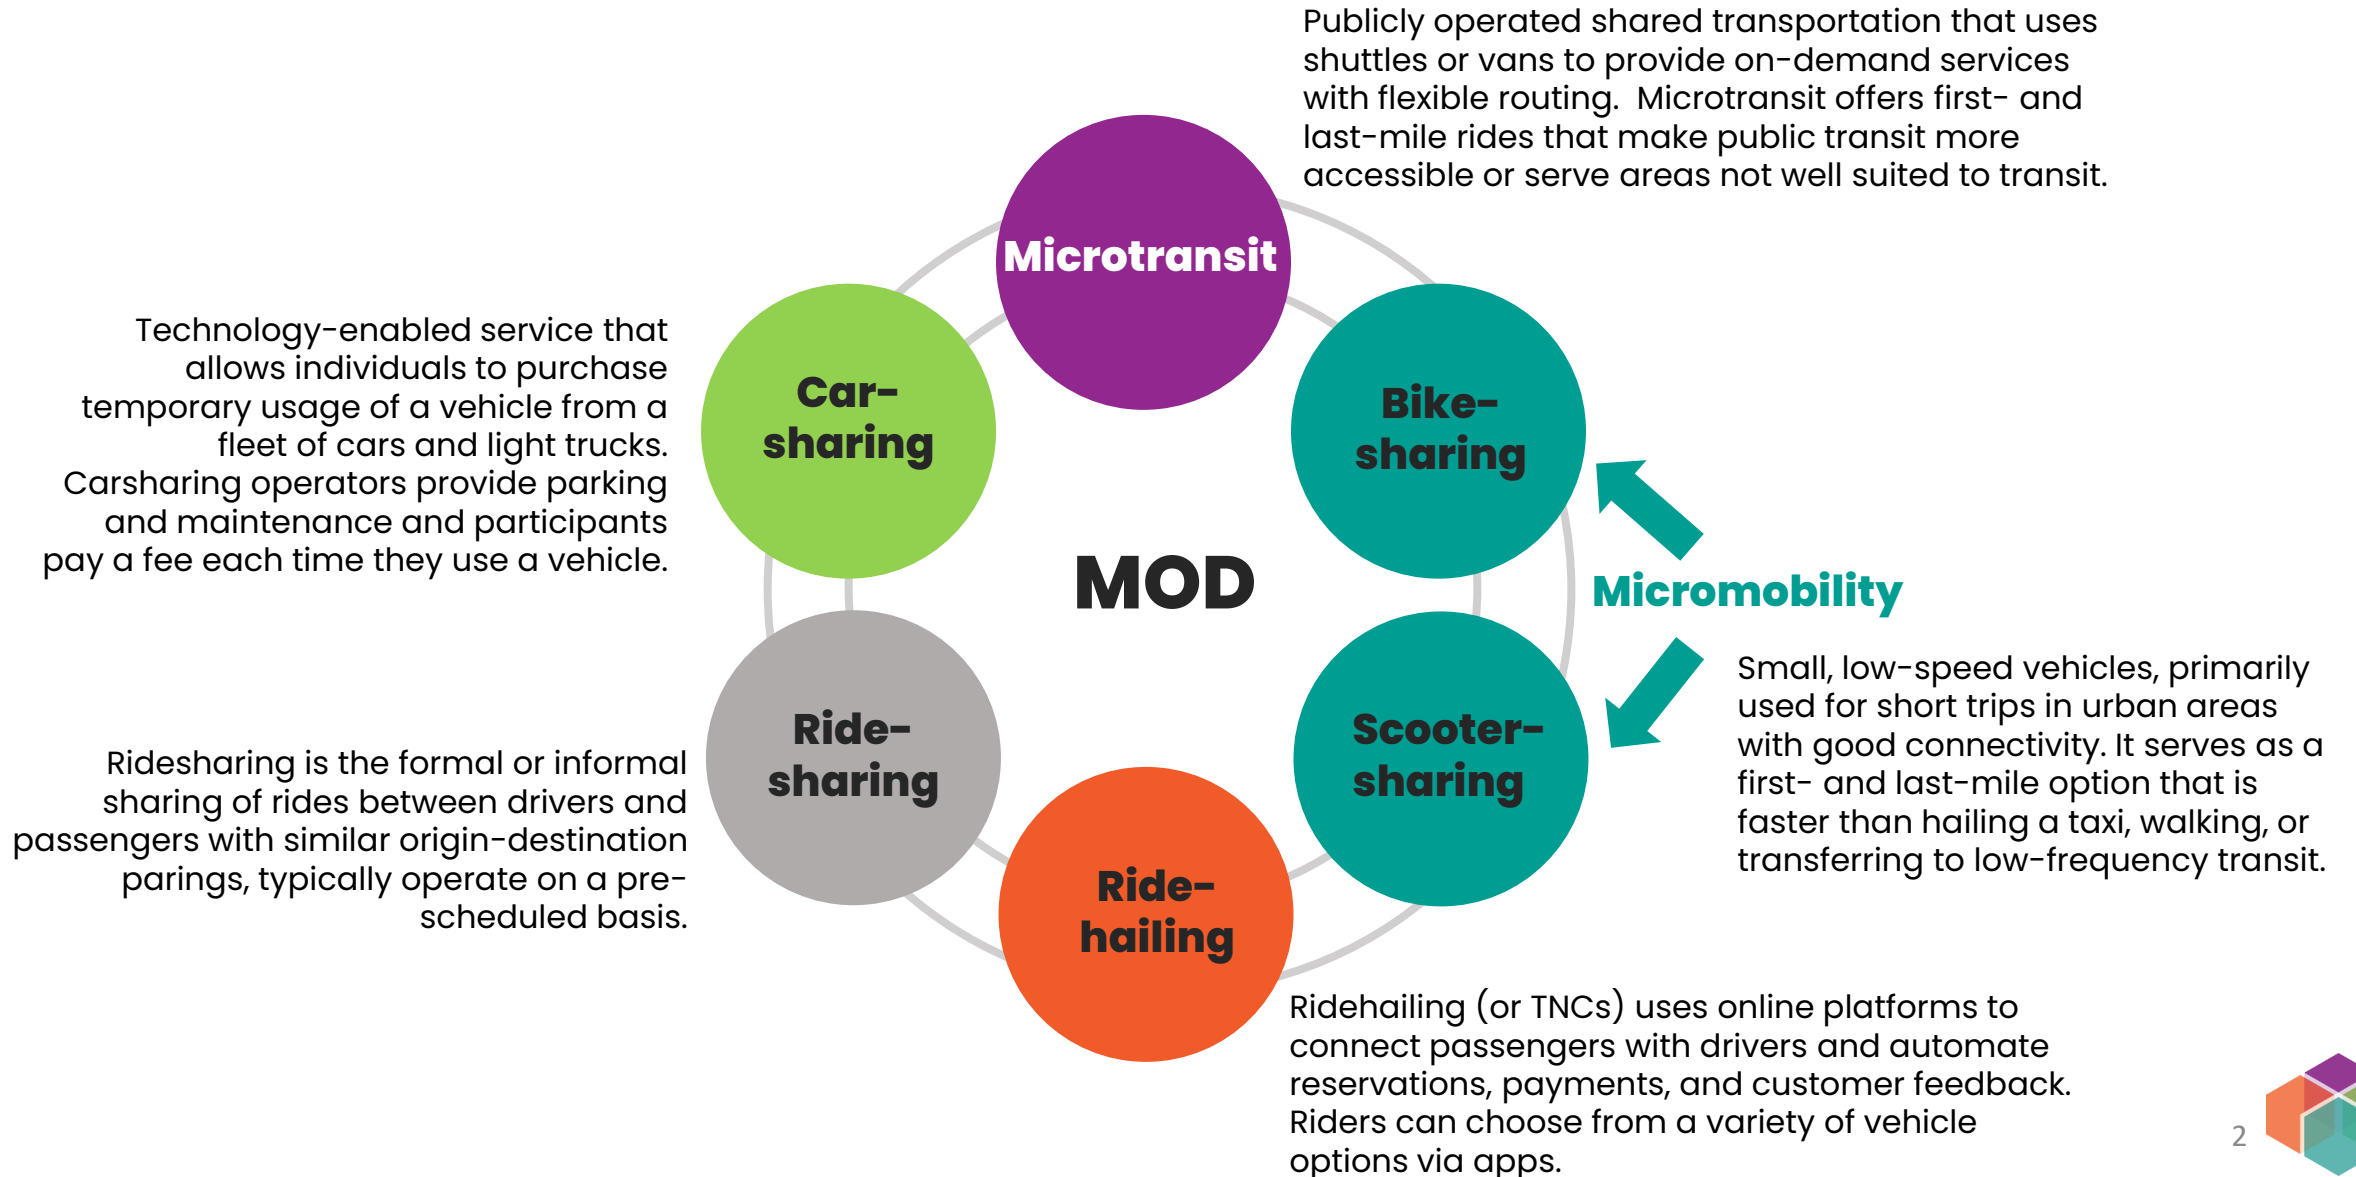 Publicly operated shared transportation that uses
shuttles or vans to provide on-demand services
with flexible routing.  Microtransit offers first- and
last-mile rides that make public transit more
accessible or serve areas not well suited to transit.
Microtransit
Technology-enabled service that
allows individuals to purchase
temporary usage of a vehicle from a
fleet of cars and light trucks.
Carsharing operators provide parking
and maintenance and participants
pay a fee each time they use a vehicle.
Car-
sharing
Bike-
sharing
MOD
Micromobility
Small, low-speed vehicles, primarily
used for short trips in urban areas
with good connectivity. It serves as a
first- and last-mile option that is
faster than hailing a taxi, walking, or
transferring to low-frequency transit.
Ridesharing is the formal or informal
sharing of rides between drivers and
passengers with similar origin-destination
parings, typically operate on a pre-
scheduled basis.
Ride-
sharing
Scooter-
sharing
Ride-
hailing
Ridehailing (or TNCs) uses online platforms to
connect passengers with drivers and automate
reservations, payments, and customer feedback.
Riders can choose from a variety of vehicle
options via apps.
2